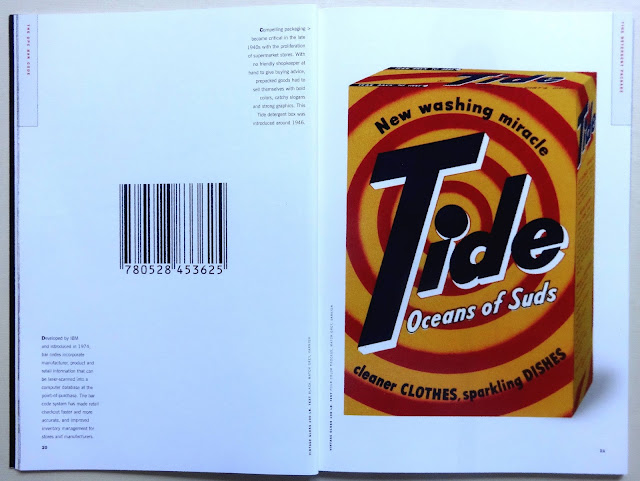 THE UPC BAR CODE
Compelling packaging >
became critical in the late
1940s with the proliferation
of supermarket stores. With
no friendly shopkeeper at
hand to give buying advice,
prepacked goods had to
sell themselves with bold
colors, catchy slogans
and strong graphics. This
Tide detergent box was
introduced around 1946.
780528 453625
Developed by IBM
and introduced in 1974,
bar codes incorporate
manufacturer, product and
retail information that can
be laser-scanned into a
computer database at the
point-of-purchase. The bar
code system has made retail
checkout faster and more
accurate, and improved
inventory management for
stores and manufacturers.
20
TIDE DETERGENT PACKAGE
New washing miracle
Tide
Oceans of Suds
cleaner CLOTHES, sparkling DISHES
Tide